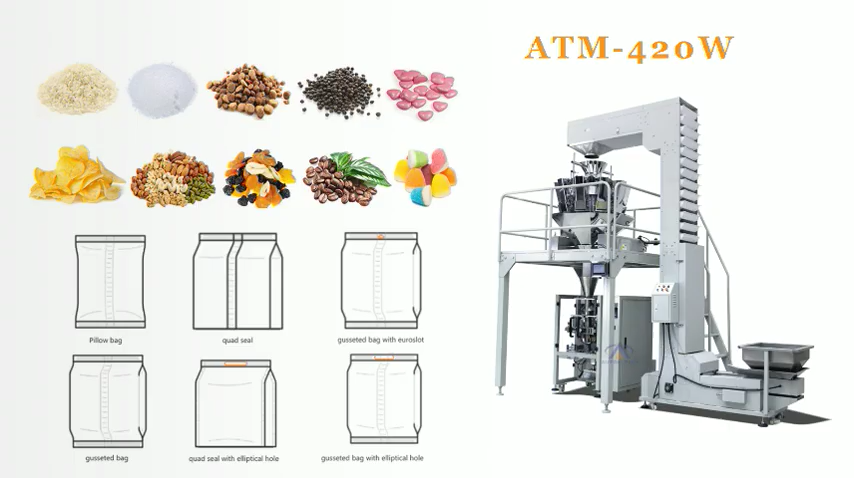 ATM-420W
Pillow bag
quad seal
gusseted bag with euroslot
gusseted bag
quad seal with elliptical hole
gusseted bag with elliptical hole